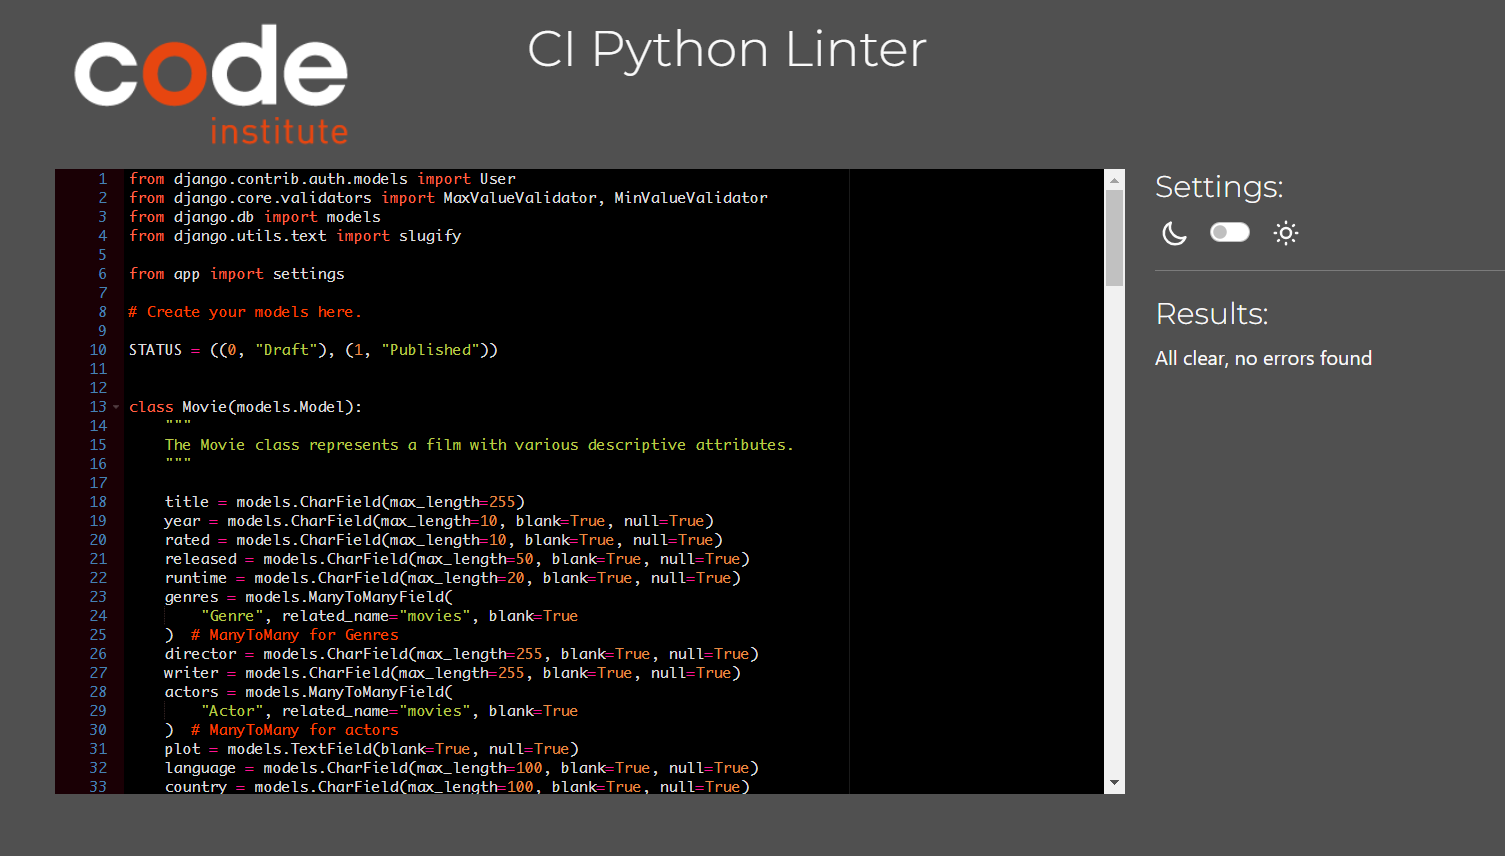 code
institute
CI Python Linter
1 from django.contrib.auth.models import User
2 from django.core.validators import MaxValueValidator, MinValueValidator
3 from django.db import models
4 from django.utils.text import slugify
5
6 from app import settings
7
8 # Create your models here.
9
10 STATUS = ((0, "Draft"), (1, "Published"))
11
12
13 class Movie(models.Model):
14     """
15     The Movie class represents a film with various descriptive attributes.
16     """
17
18     title = models.CharField(max_length=255)
19     year = models.CharField(max_length=10, blank=True, null=True)
20     rated = models.CharField(max_length=10, blank=True, null=True)
21     released = models.CharField(max_length=50, blank=True, null=True)
22     runtime = models.CharField(max_length=20, blank=True, null=True)
23     genres = models.ManyToManyField(
24         "Genre", related_name="movies", blank=True
25     )  # ManyToMany for Genres
26     director = models.CharField(max_length=255, blank=True, null=True)
27     writer = models.CharField(max_length=255, blank=True, null=True)
28     actors = models.ManyToManyField(
29         "Actor", related_name="movies", blank=True
30     )  # ManyToMany for actors
31     plot = models.TextField(blank=True, null=True)
32     language = models.CharField(max_length=100, blank=True, null=True)
33     country = models.CharField(max_length=100, blank=True, null=True)
Settings:
Results:
All clear, no errors found